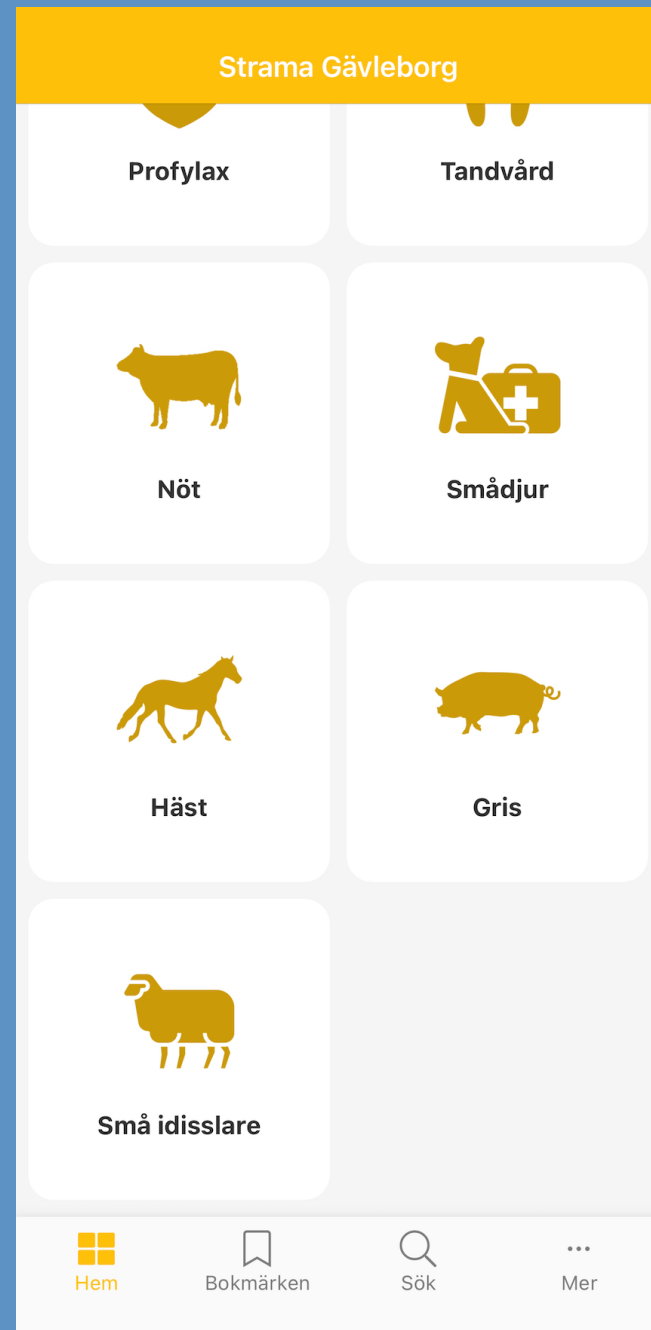 Strama Gävleborg
Profylax
Tandvård
Nöt
Smådjur
Häst
Gris
Små idisslare
Hem
Bokmärken
Sök
Mer